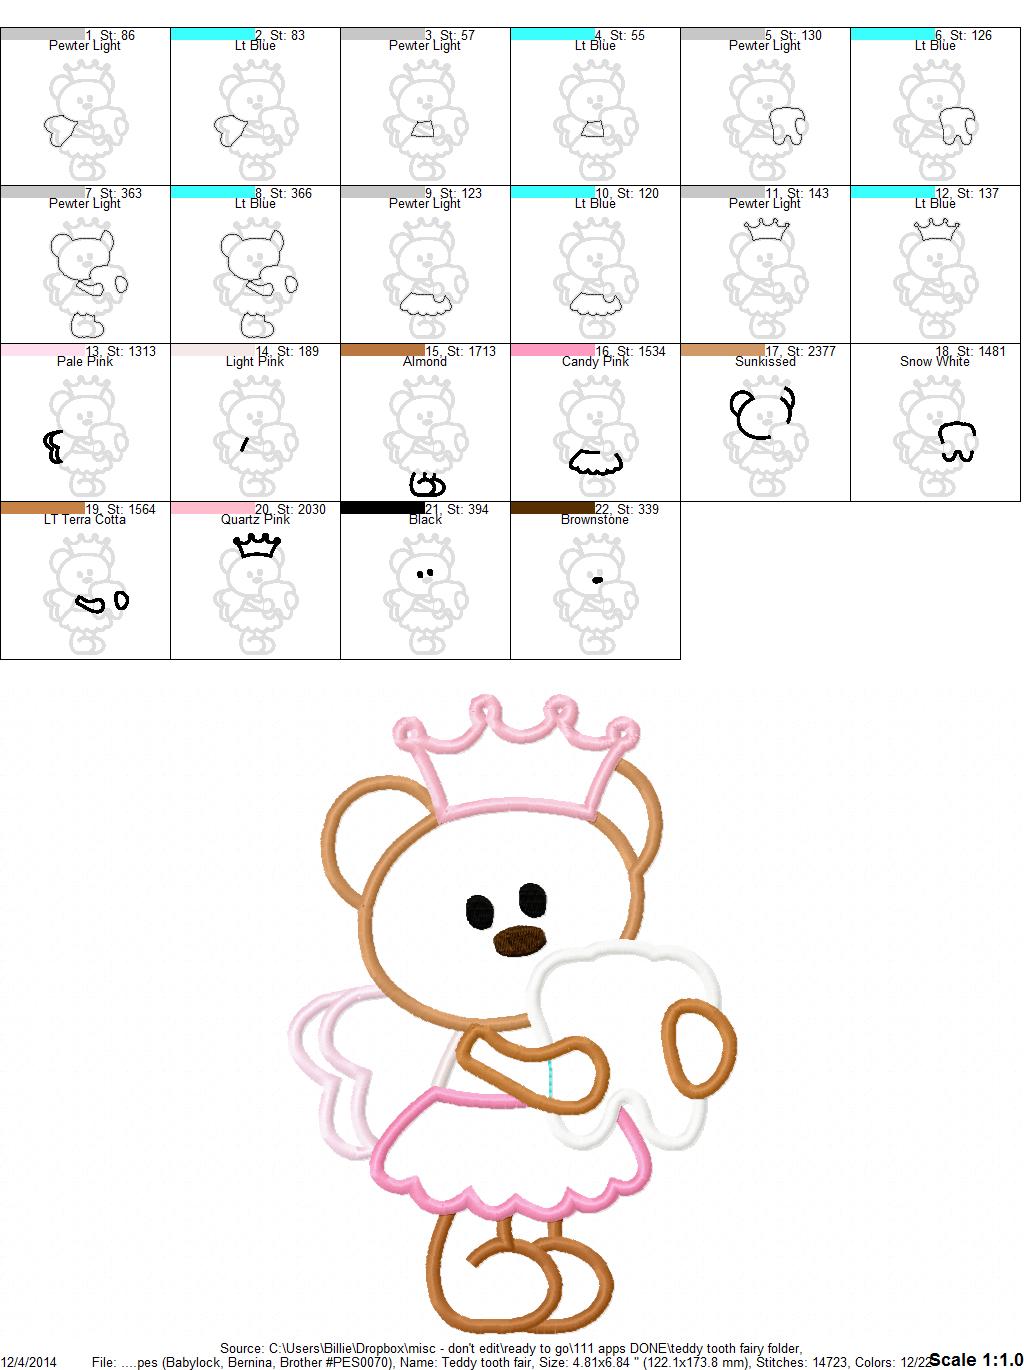 1, St: 86
Pewter Light
2, St: 83
Lt Blue
3, St: 57
Pewter Light
4, St: 55
Lt Blue
5, St: 130
Pewter Light
6, St: 126
Lt Blue
7, St: 363
Pewter Light
8, St: 366
Lt Blue
9, St: 123
Pewter Light
10, St: 120
Lt Blue
11, St: 143
Pewter Light
12, St: 137
Lt Blue
13, St: 1313
Pale Pink
14, St: 189
Light Pink
15, St: 1713
Almond
16, St: 1534
Candy Pink
17, St: 2377
Sunkissed
18, St: 1481
Snow White
19, St: 1564
LT Terra Cotta
20, St: 2030
Quartz Pink
21, St: 394
Black
22, St: 339
Brownstone
Source: C:\Users\Billie\Dropbox\misc - don't edit\ready to go\111 apps DONE\teddy tooth fairy folder,
12/4/2014 File: ....pes (Babylock, Bernina, Brother #PES0070), Name: Teddy tooth fair, Size: 4.81x6.84 " (122.1x173.8 mm), Stitches: 14723, Colors: 12/22 Scale 1:1.0